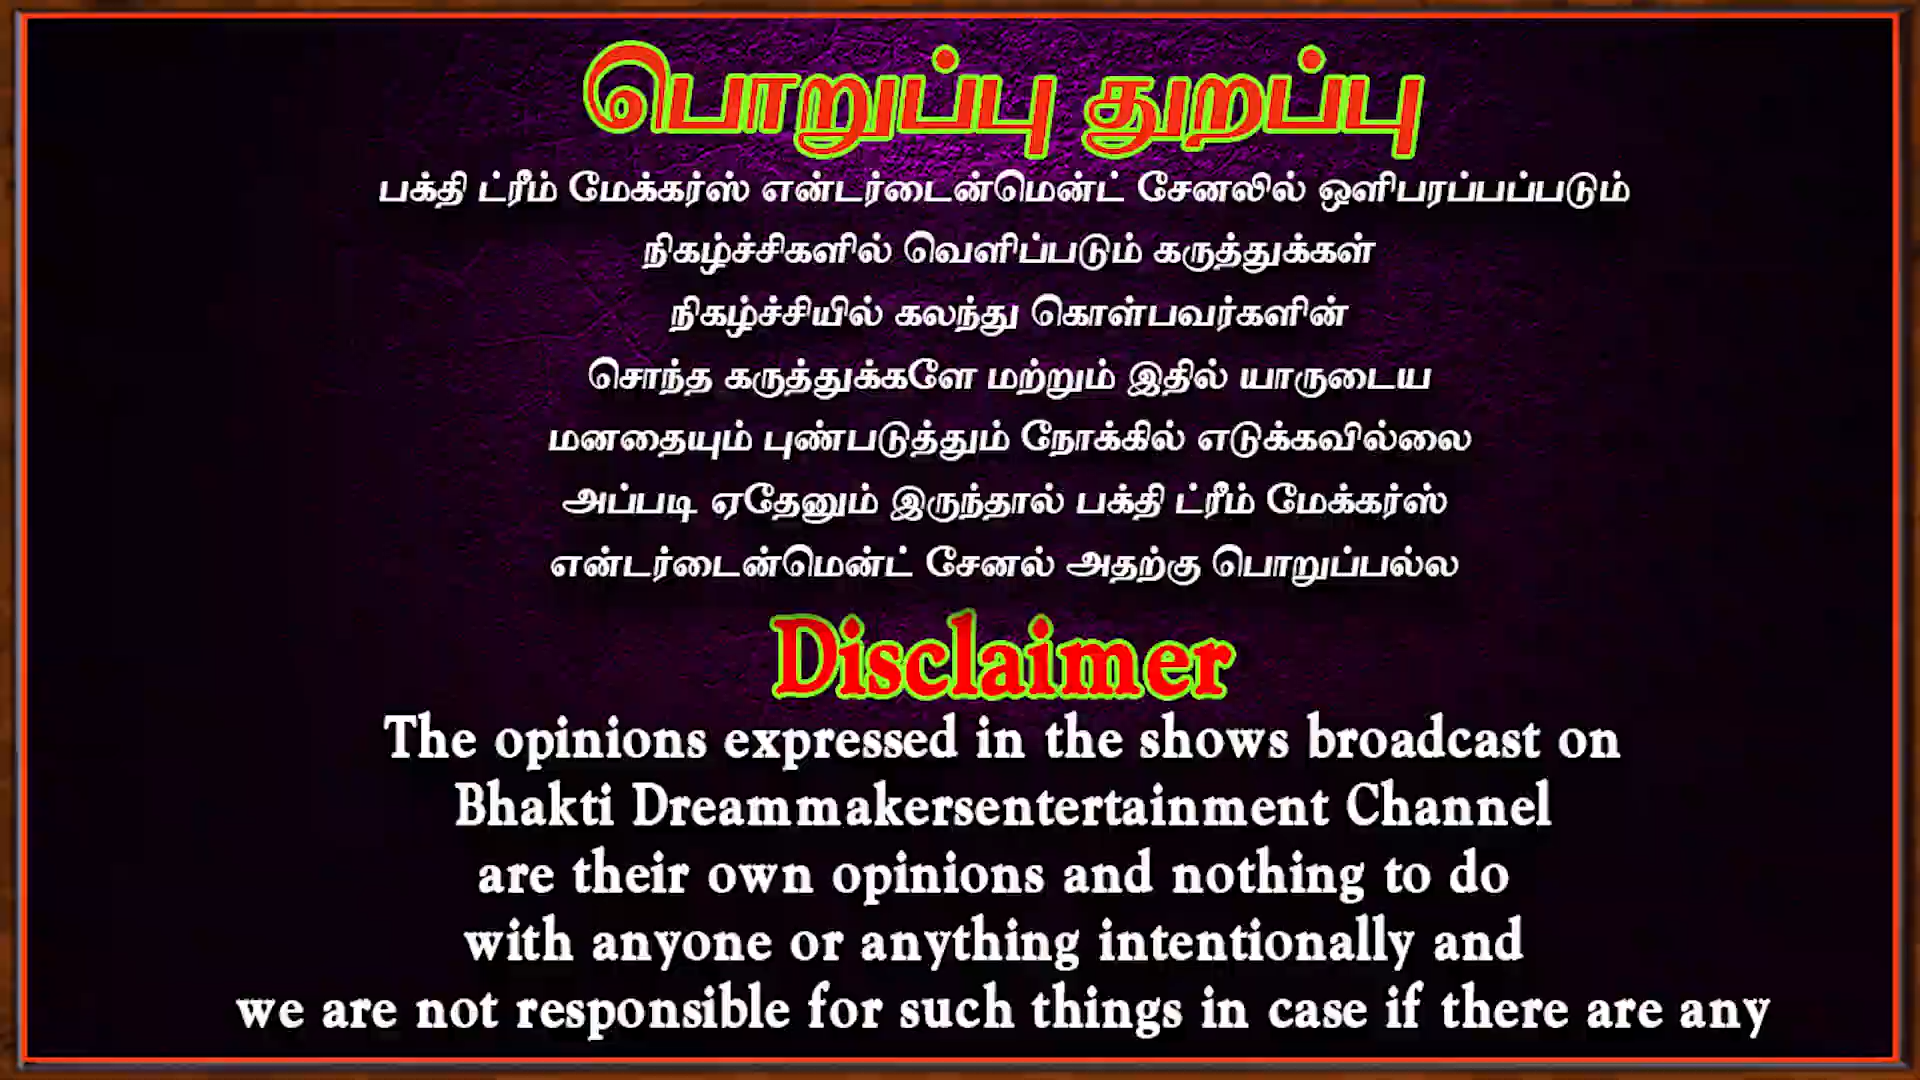 பொறுப்பு துறப்பு
பக்தி ட்ரீம் மேக்கர்ஸ் என்டர்டைன்மென்ட் சேனலில் ஒளிபரப்பப்படும்
நிகழ்ச்சிகளில் வெளிப்படும் கருத்துக்கள்
நிகழ்ச்சியில் கலந்து கொள்பவர்களின்
சொந்த கருத்துக்களே மற்றும் இதில் யாருடைய
மனதையும் புண்படுத்தும் நோக்கில் எடுக்கவில்லை
அப்படி ஏதேனும் இருந்தால் பக்தி ட்ரீம் மேக்கர்ஸ்
என்டர்டைன்மென்ட் சேனல் அதற்கு பொறுப்பல்ல
Disclaimer
The opinions expressed in the shows broadcast on
Bhakti Dreammakersentertainment Channel
are their own opinions and nothing to do
with anyone or anything intentionally and
we are not responsible for such things in case if there are any